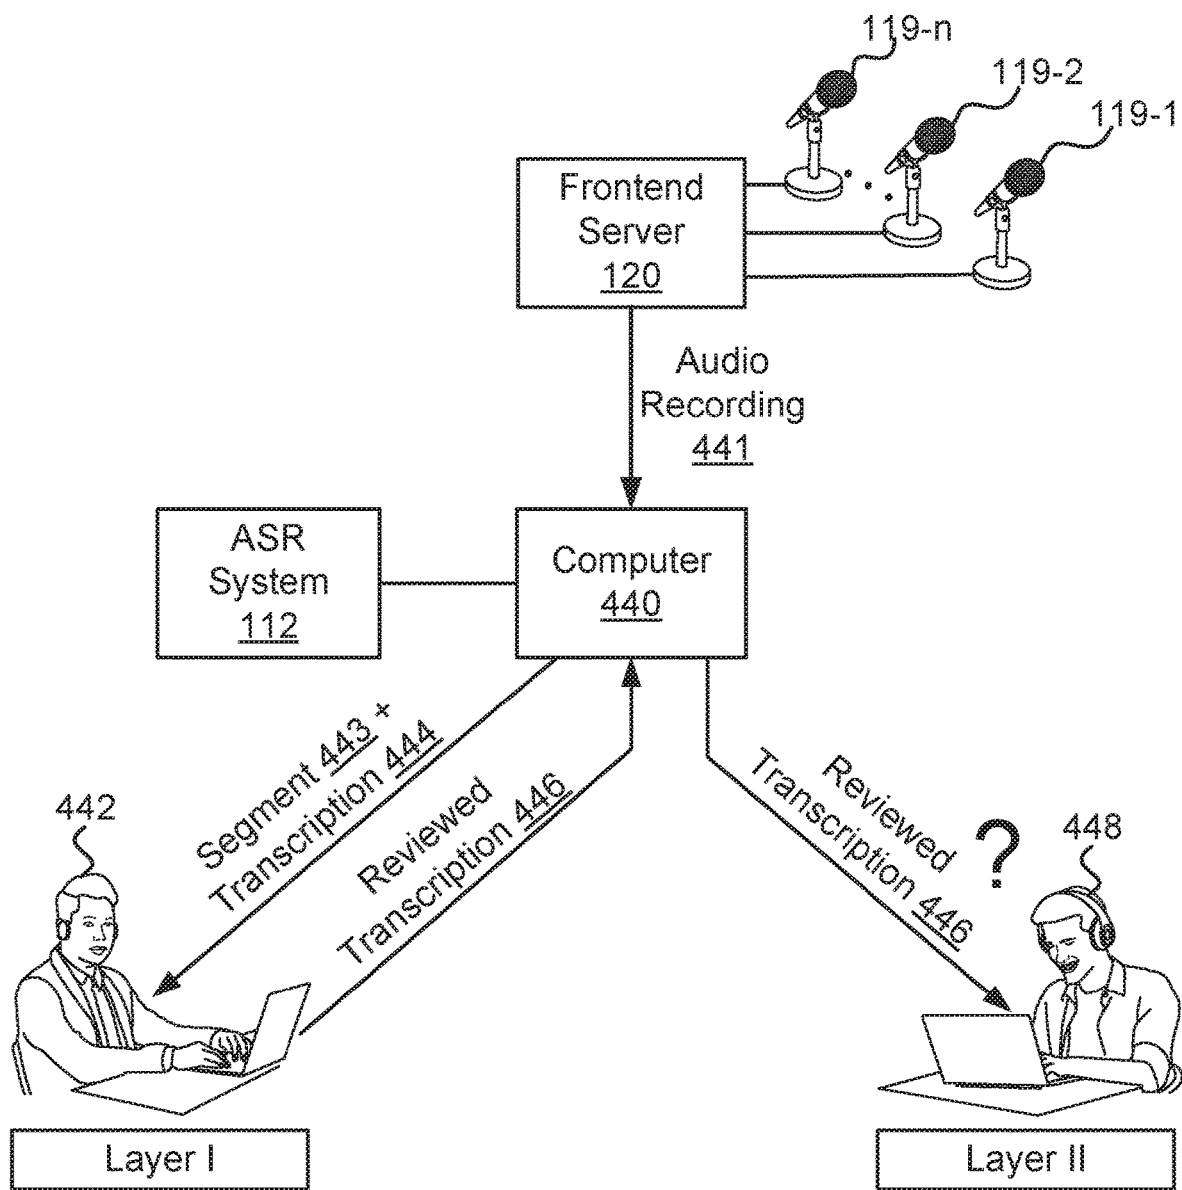 119-n
119-2
119-1
Frontend
Server
120
Audio
Recording
441
ASR
System
112
Computer
440
Segment 443 +
Transcription 444
Reviewed
Transcription 446
Reviewed
Transcription 446
?
442
448
Layer I
Layer II